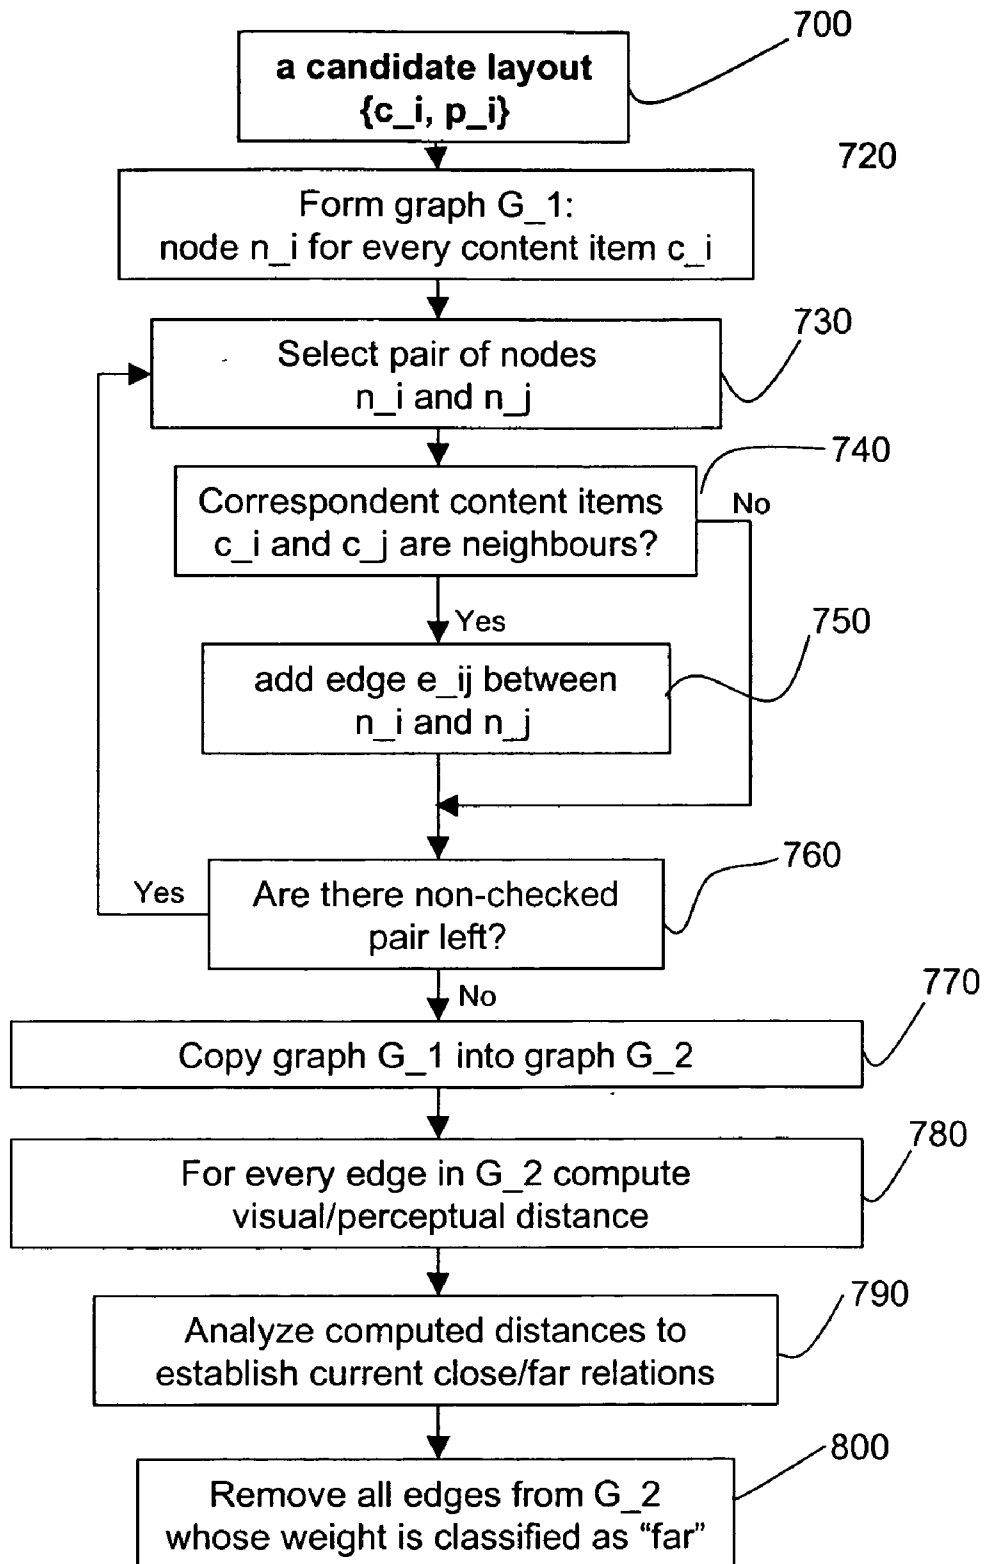 700
a candidate layout
{c_i, p_i}
720
Form graph G_1:
node n_i for every content item c_i
730
Select pair of nodes
n_i and n_j
740
Correspondent content items
c_i and c_j are neighbours?
No
Yes
750
add edge e_ij between
n_i and n_j
760
Yes
Are there non-checked
pair left?
No
770
Copy graph G_1 into graph G_2
780
For every edge in G_2 compute
visual/perceptual distance
790
Analyze computed distances to
establish current close/far relations
800
Remove all edges from G_2
whose weight is classified as “far”